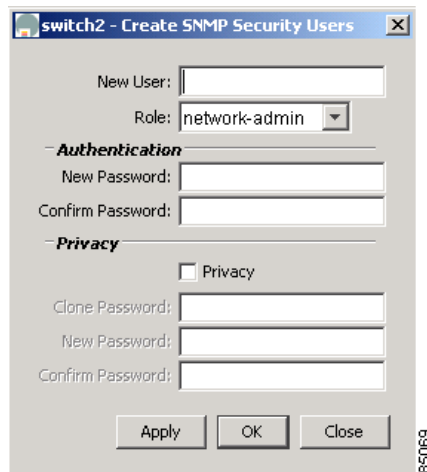 switch2 - Create SNMP Security Users
New User:
Role: network-admin
Authentication
New Password:
Confirm Password:
Privacy
Privacy
Clone Password:
New Password:
Confirm Password:
Apply OK Close
85069